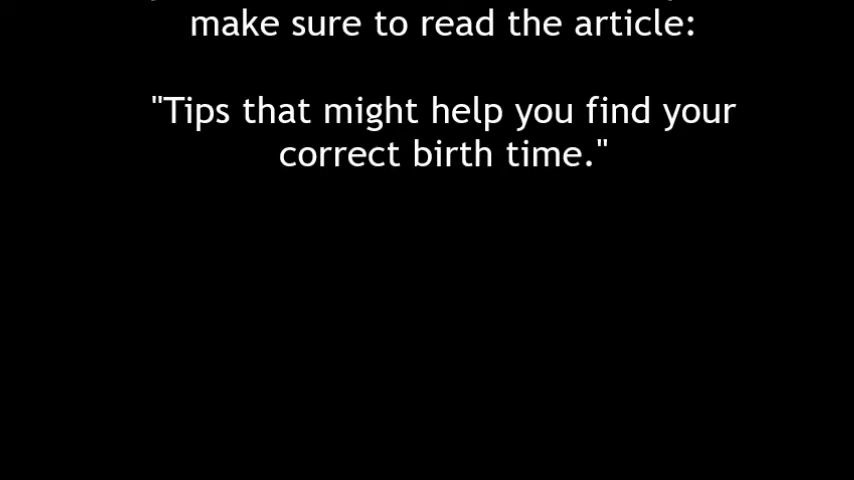 make sure to read the article:
"Tips that might help you find your
correct birth time."